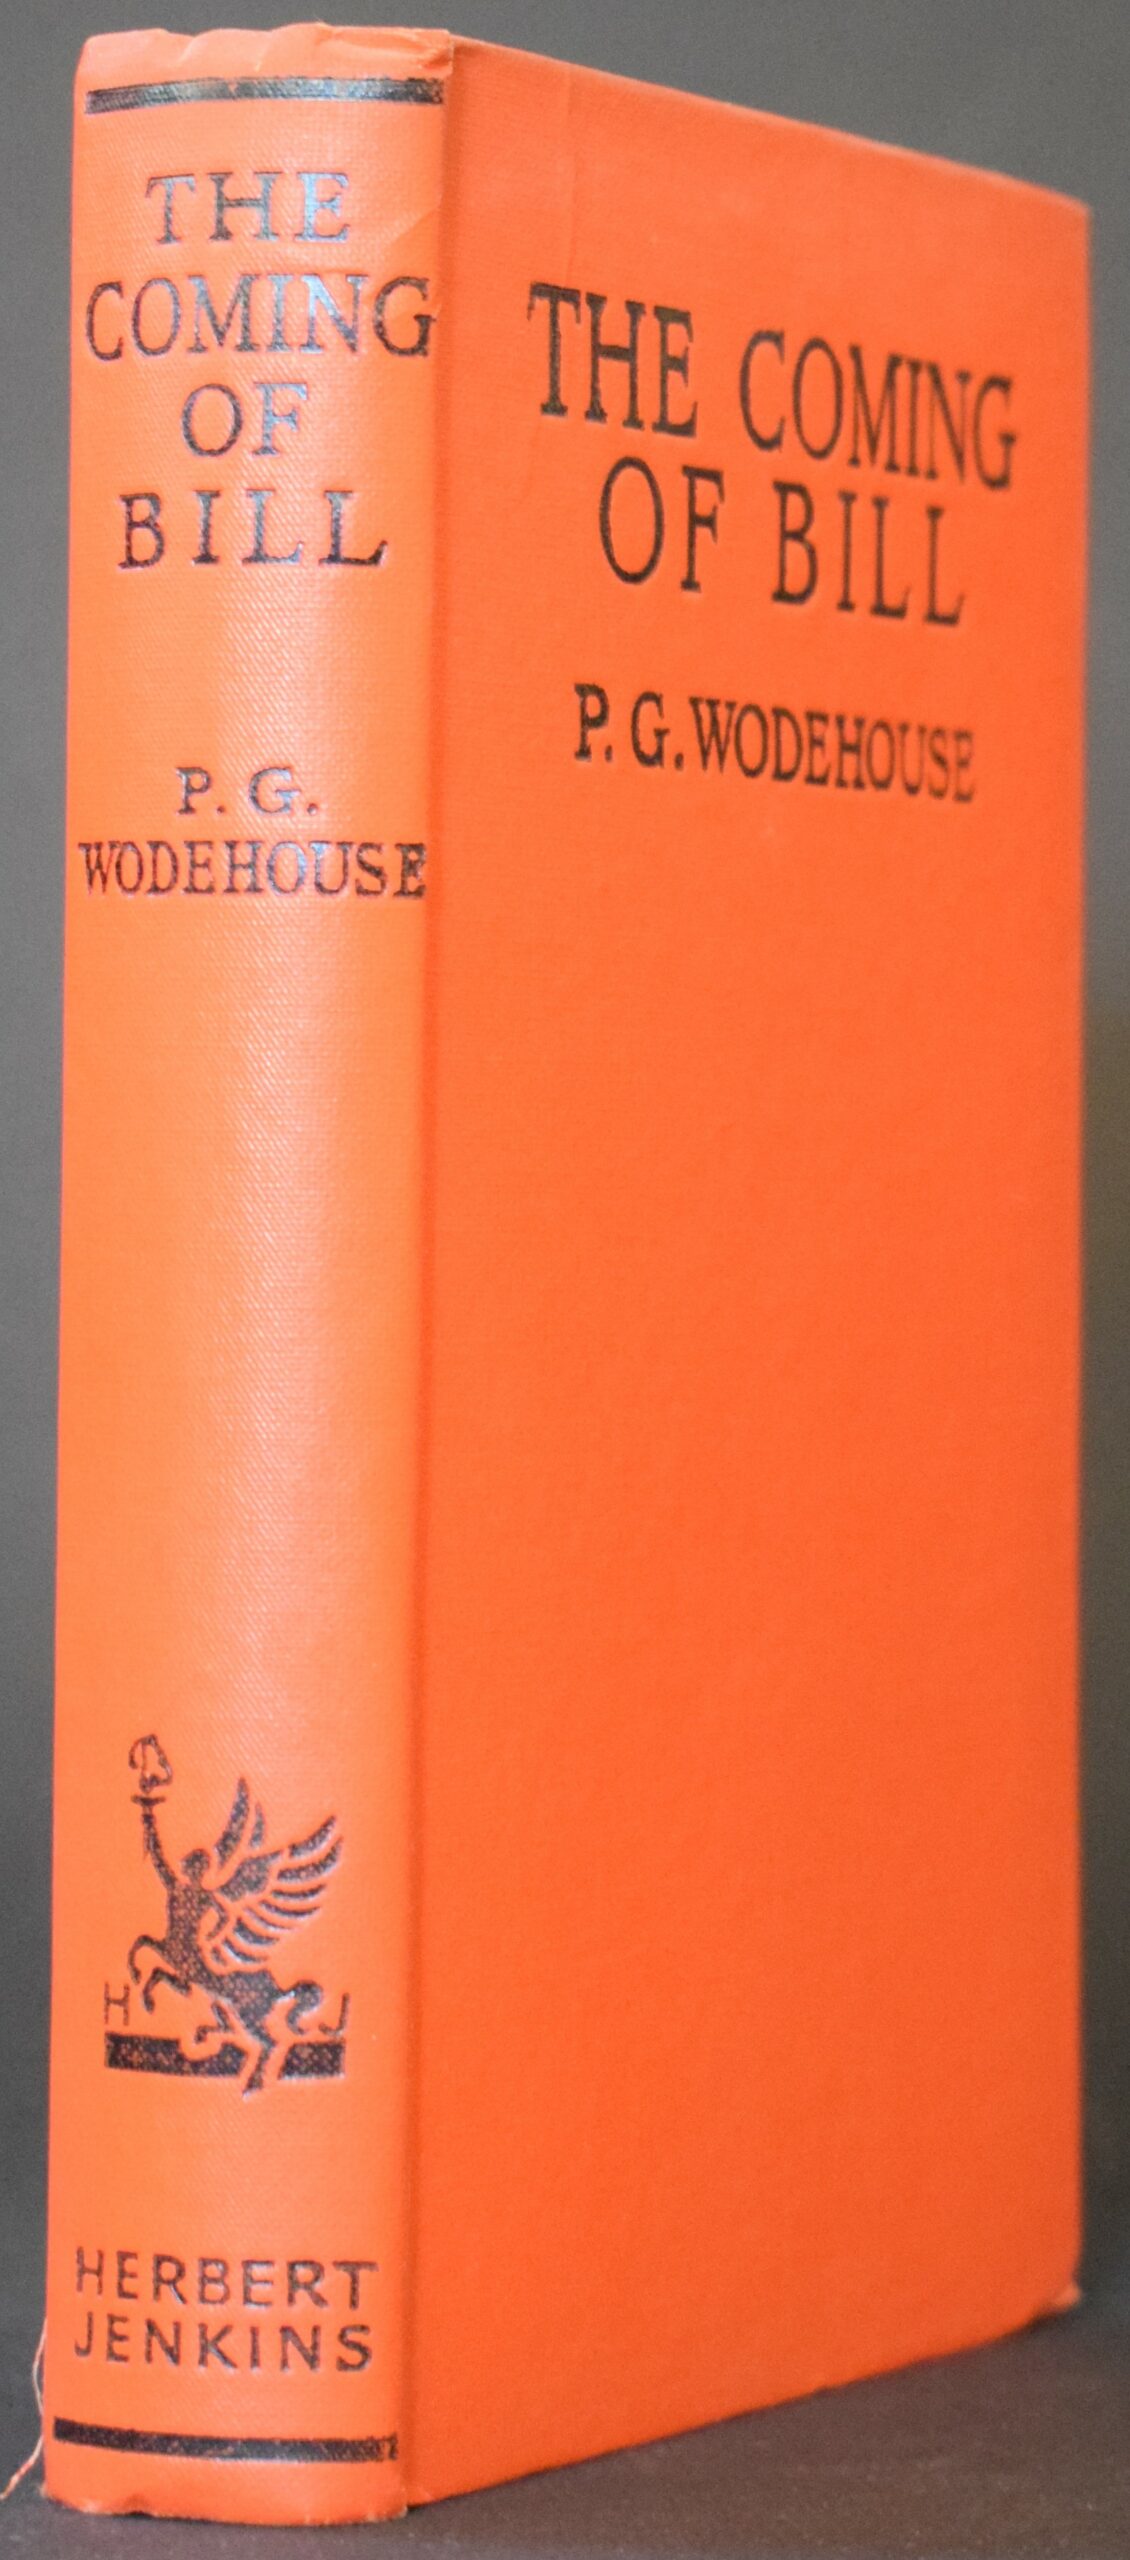 THE
COMING
OF
BILL
P. G.
WODEHOUSE
H J
HERBERT
JENKINS
THE COMING
OF BILL
P. G. WODEHOUSE